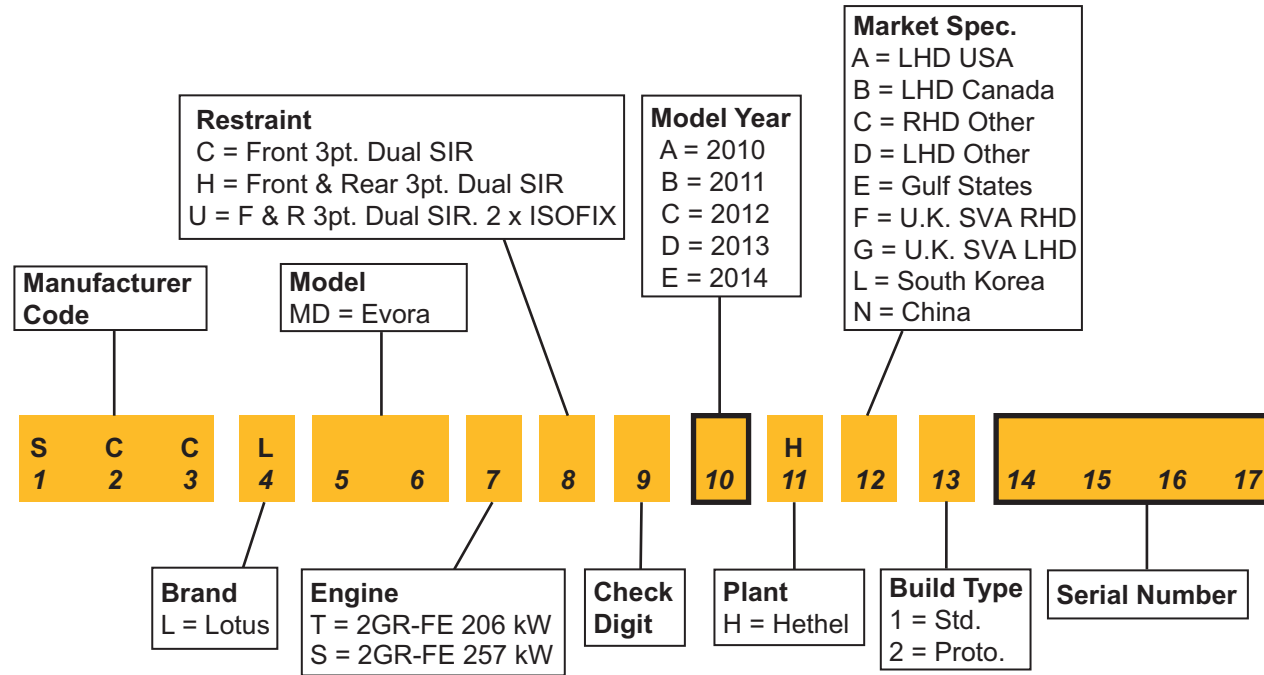 Market Spec.
A = LHD USA
B = LHD Canada
C = RHD Other
D = LHD Other
E = Gulf States
F = U.K. SVA RHD
G = U.K. SVA LHD
L = South Korea
N = China
Restraint
C = Front 3pt. Dual SIR
H = Front & Rear 3pt. Dual SIR
U = F & R 3pt. Dual SIR. 2 x ISOFIX
Model Year
A = 2010
B = 2011
C = 2012
D = 2013
E = 2014
Manufacturer
Code
Model
MD = Evora
S C C L H
1 2 3 4 5 6 7 8 9 10 11 12 13 14 15 16 17
Brand
L = Lotus
Engine
T = 2GR-FE 206 kW
S = 2GR-FE 257 kW
Check
Digit
Plant
H = Hethel
Build Type
1 = Std.
2 = Proto.
Serial Number